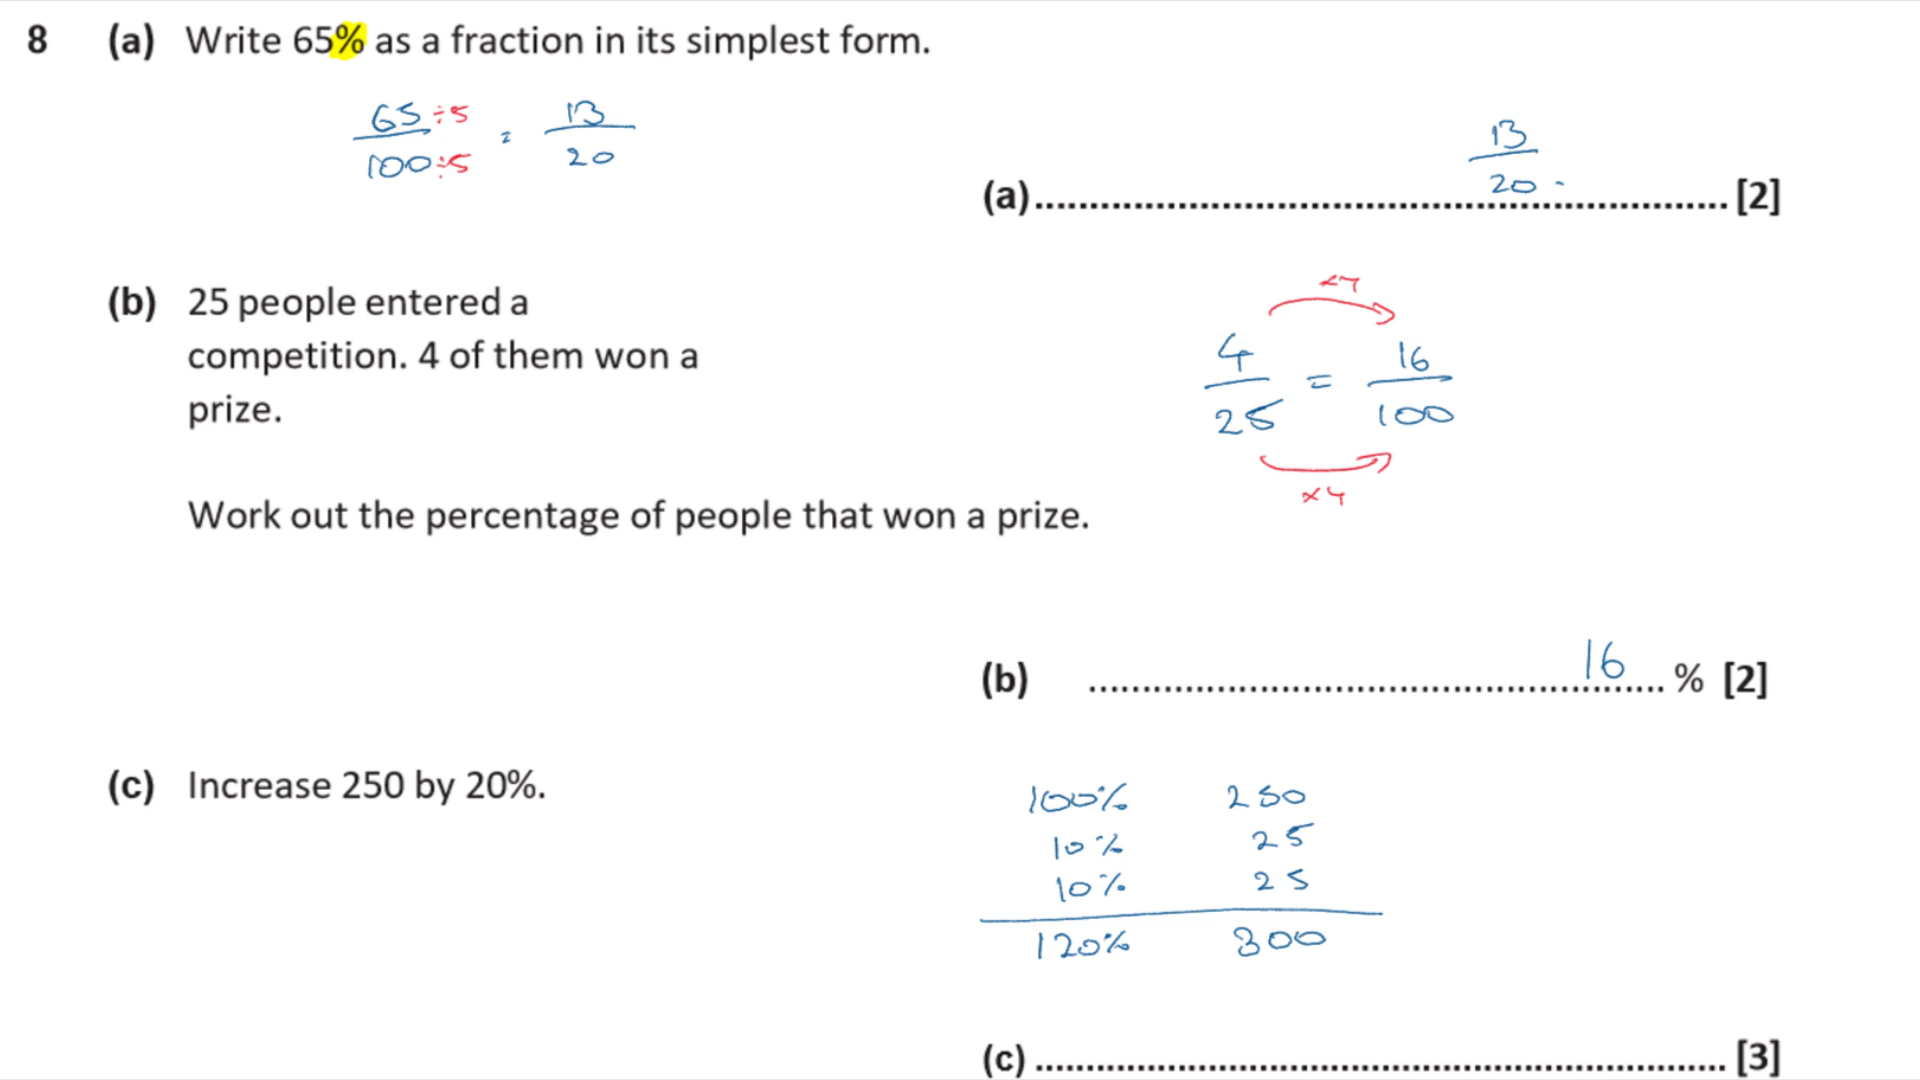 8 (a) Write 65% as a fraction in its simplest form.
65 ÷5 / 100 ÷5 = 13 / 20
13 / 20
(a)................................................................ [2]
(b) 25 people entered a
competition. 4 of them won a
prize.
×4
4 / 25 = 16 / 100
×4
Work out the percentage of people that won a prize.
(b) ..................................................... 16 % [2]
(c) Increase 250 by 20%.
100% 250
10% 25
10% 25
120% 300
(c) ................................................................ [3]